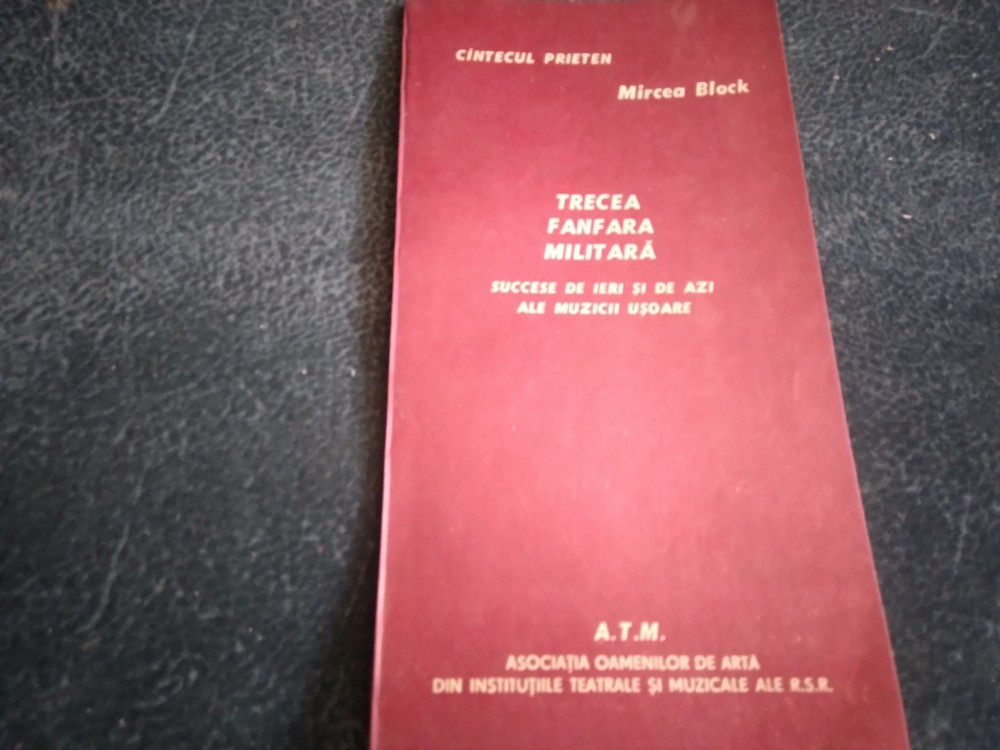 CÎNTECUL PRIETEN
Mircea Block
TRECEA
FANFARA
MILITARĂ
SUCCESE DE IERI ȘI DE AZI
ALE MUZICII UȘOARE
A.T.M.
ASOCIAȚIA OAMENILOR DE ARTA
DIN INSTITUȚIILE TEATRALE ȘI MUZICALE ALE R.S.R.